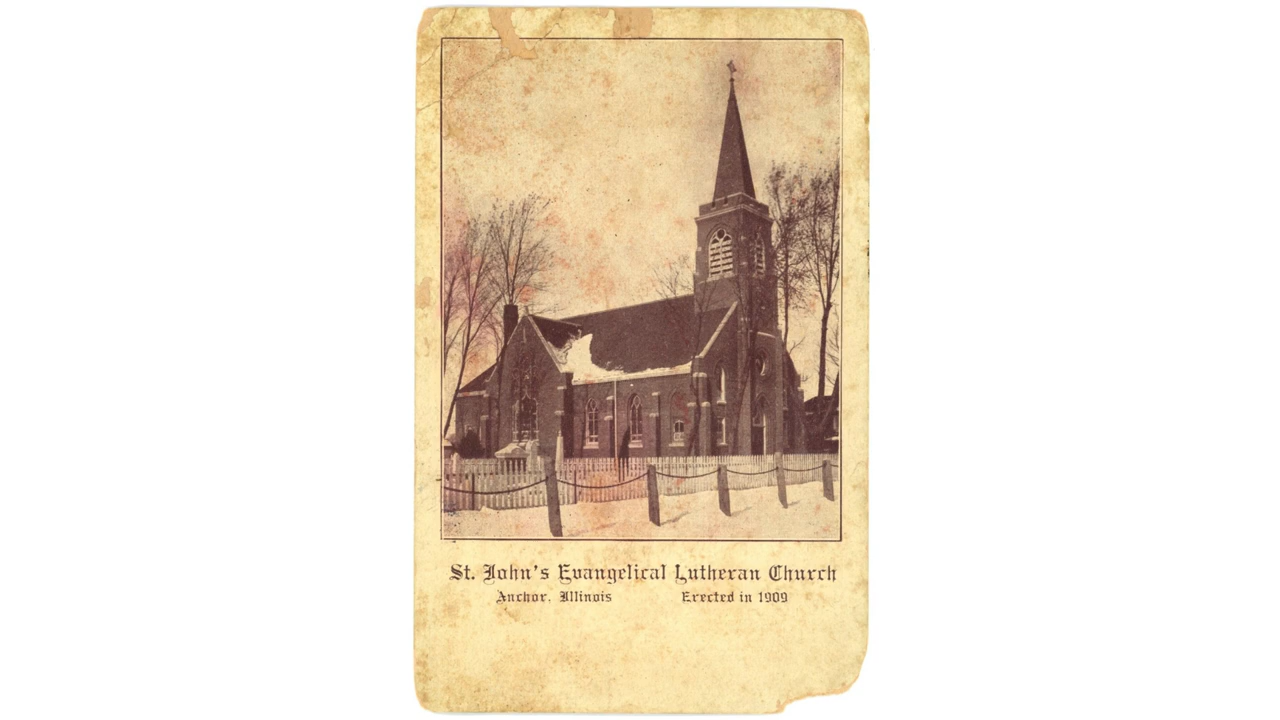 St. John's Evangelical Lutheran Church
Anchor, Illinois Erected in 1909